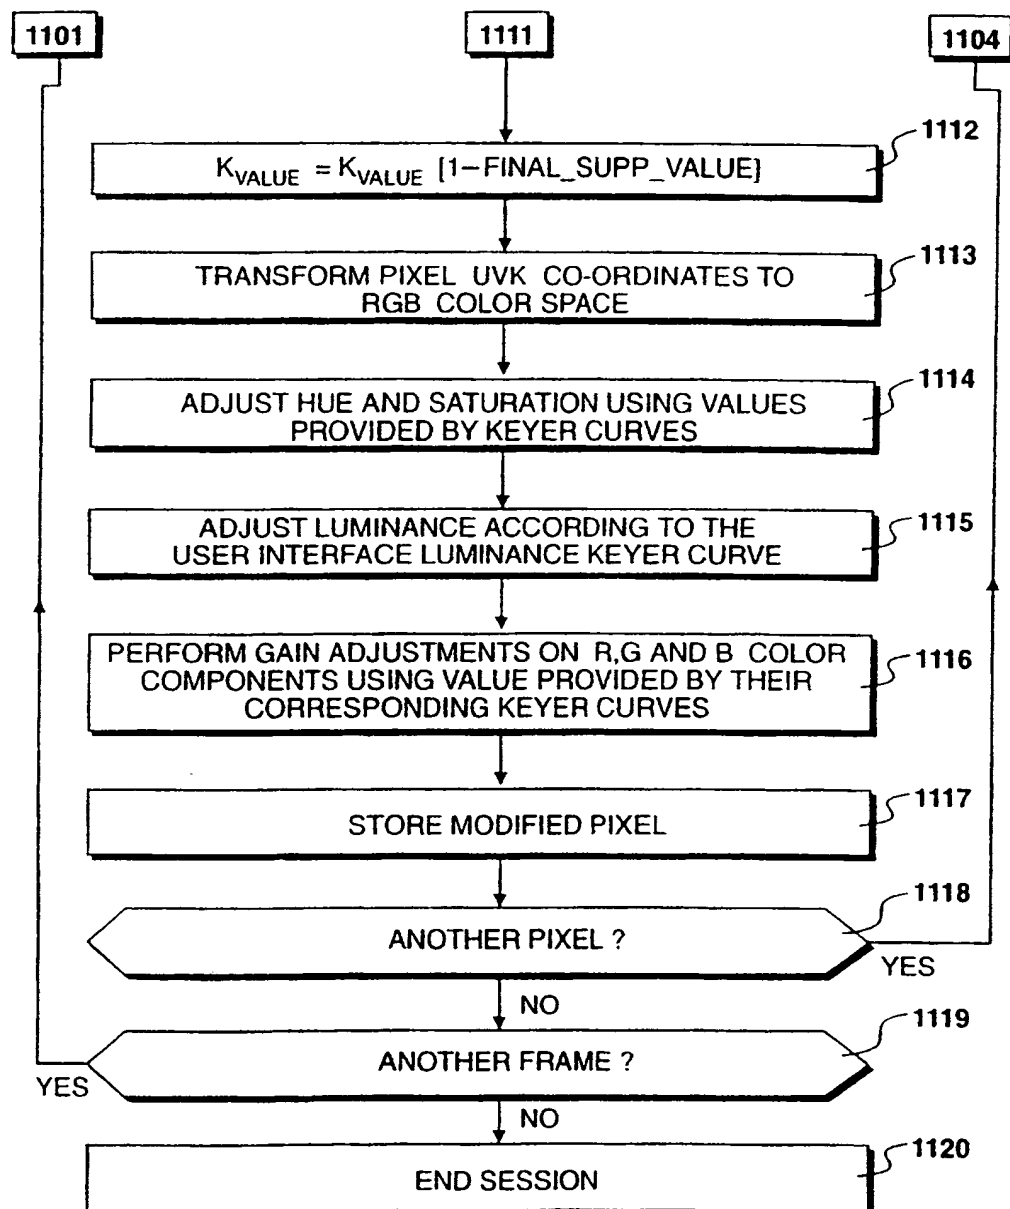 1101
1111
1104
1112
K_VALUE = K_VALUE [1–FINAL_SUPP_VALUE]
1113
TRANSFORM PIXEL UVK CO-ORDINATES TO
RGB COLOR SPACE
1114
ADJUST HUE AND SATURATION USING VALUES
PROVIDED BY KEYER CURVES
1115
ADJUST LUMINANCE ACCORDING TO THE
USER INTERFACE LUMINANCE KEYER CURVE
1116
PERFORM GAIN ADJUSTMENTS ON R,G AND B COLOR
COMPONENTS USING VALUE PROVIDED BY THEIR
CORRESPONDING KEYER CURVES
1117
STORE MODIFIED PIXEL
1118
ANOTHER PIXEL ?
YES
NO
1119
ANOTHER FRAME ?
YES
NO
1120
END SESSION